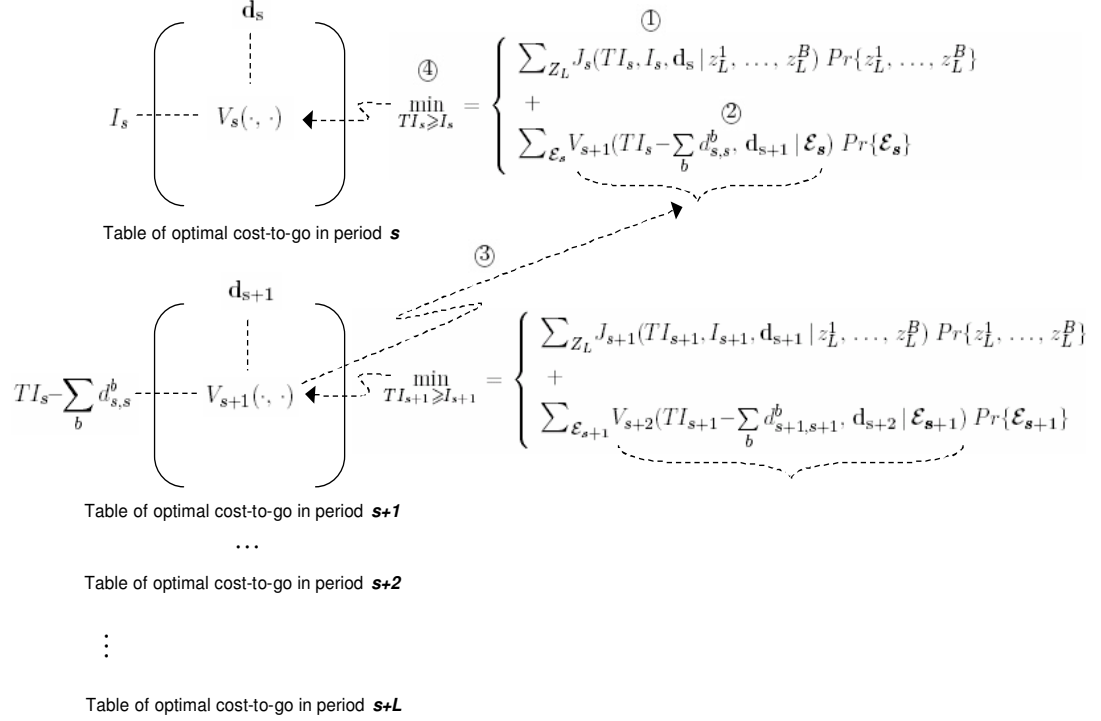 d_s
①
I_s V_s(·, ·) ④ min_{TI_s⩾I_s} = { ∑_{Z_L} J_s(TI_s, I_s, d_s | z_L^1, …, z_L^B) Pr{z_L^1, …, z_L^B}
+
②
∑_{ℰ_s} V_{s+1}(TI_s−∑_b d_{s,s}^b, d_{s+1} | ℰ_s) Pr{ℰ_s}
Table of optimal cost-to-go in period s
③
d_{s+1}
TI_s−∑_b d_{s,s}^b V_{s+1}(·, ·) min_{TI_{s+1}⩾I_{s+1}} = { ∑_{Z_L} J_{s+1}(TI_{s+1}, I_{s+1}, d_{s+1} | z_L^1, …, z_L^B) Pr{z_L^1, …, z_L^B}
+
∑_{ℰ_{s+1}} V_{s+2}(TI_{s+1}−∑_b d_{s+1,s+1}^b, d_{s+2} | ℰ_{s+1}) Pr{ℰ_{s+1}}
Table of optimal cost-to-go in period s+1
…
Table of optimal cost-to-go in period s+2
⋮
Table of optimal cost-to-go in period s+L